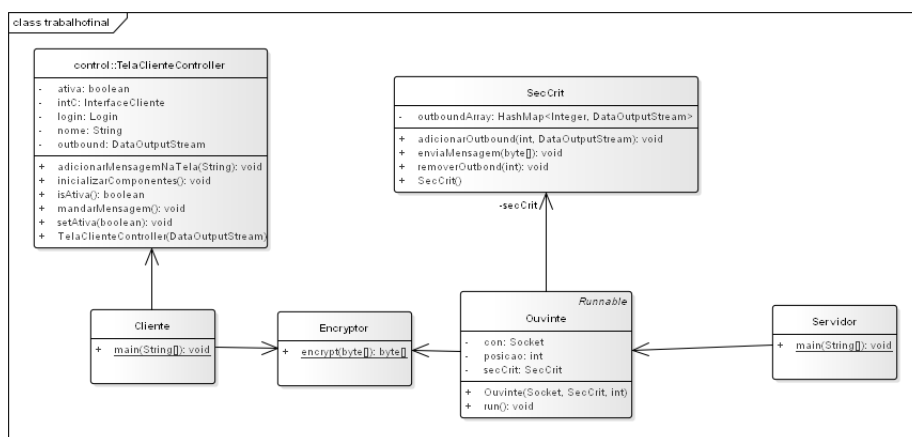 class trabalhofinal
control::TelaClienteController
- ativa: boolean
- intC: InterfaceCliente
- login: Login
- nome: String
- outbound: DataOutputStream
+ adicionarMensagemNaTela(String): void
+ inicializarComponentes(): void
+ isAtiva(): boolean
+ mandarMensagem(): void
+ setAtiva(boolean): void
+ TelaClienteController(DataOutputStream)
SecCrit
- outboundArray: HashMap<Integer, DataOutputStream>
+ adicionarOutbound(int, DataOutputStream): void
+ enviaMensagem(byte[]): void
+ removerOutbond(int): void
+ SecCrit()
-secCrit
Cliente
+ main(String[]): void
Encryptor
+ encrypt(byte[]): byte[]
Runnable
Ouvinte
- con: Socket
- posicao: int
- secCrit: SecCrit
+ Ouvinte(Socket, SecCrit, int)
+ run(): void
Servidor
+ main(String[]): void